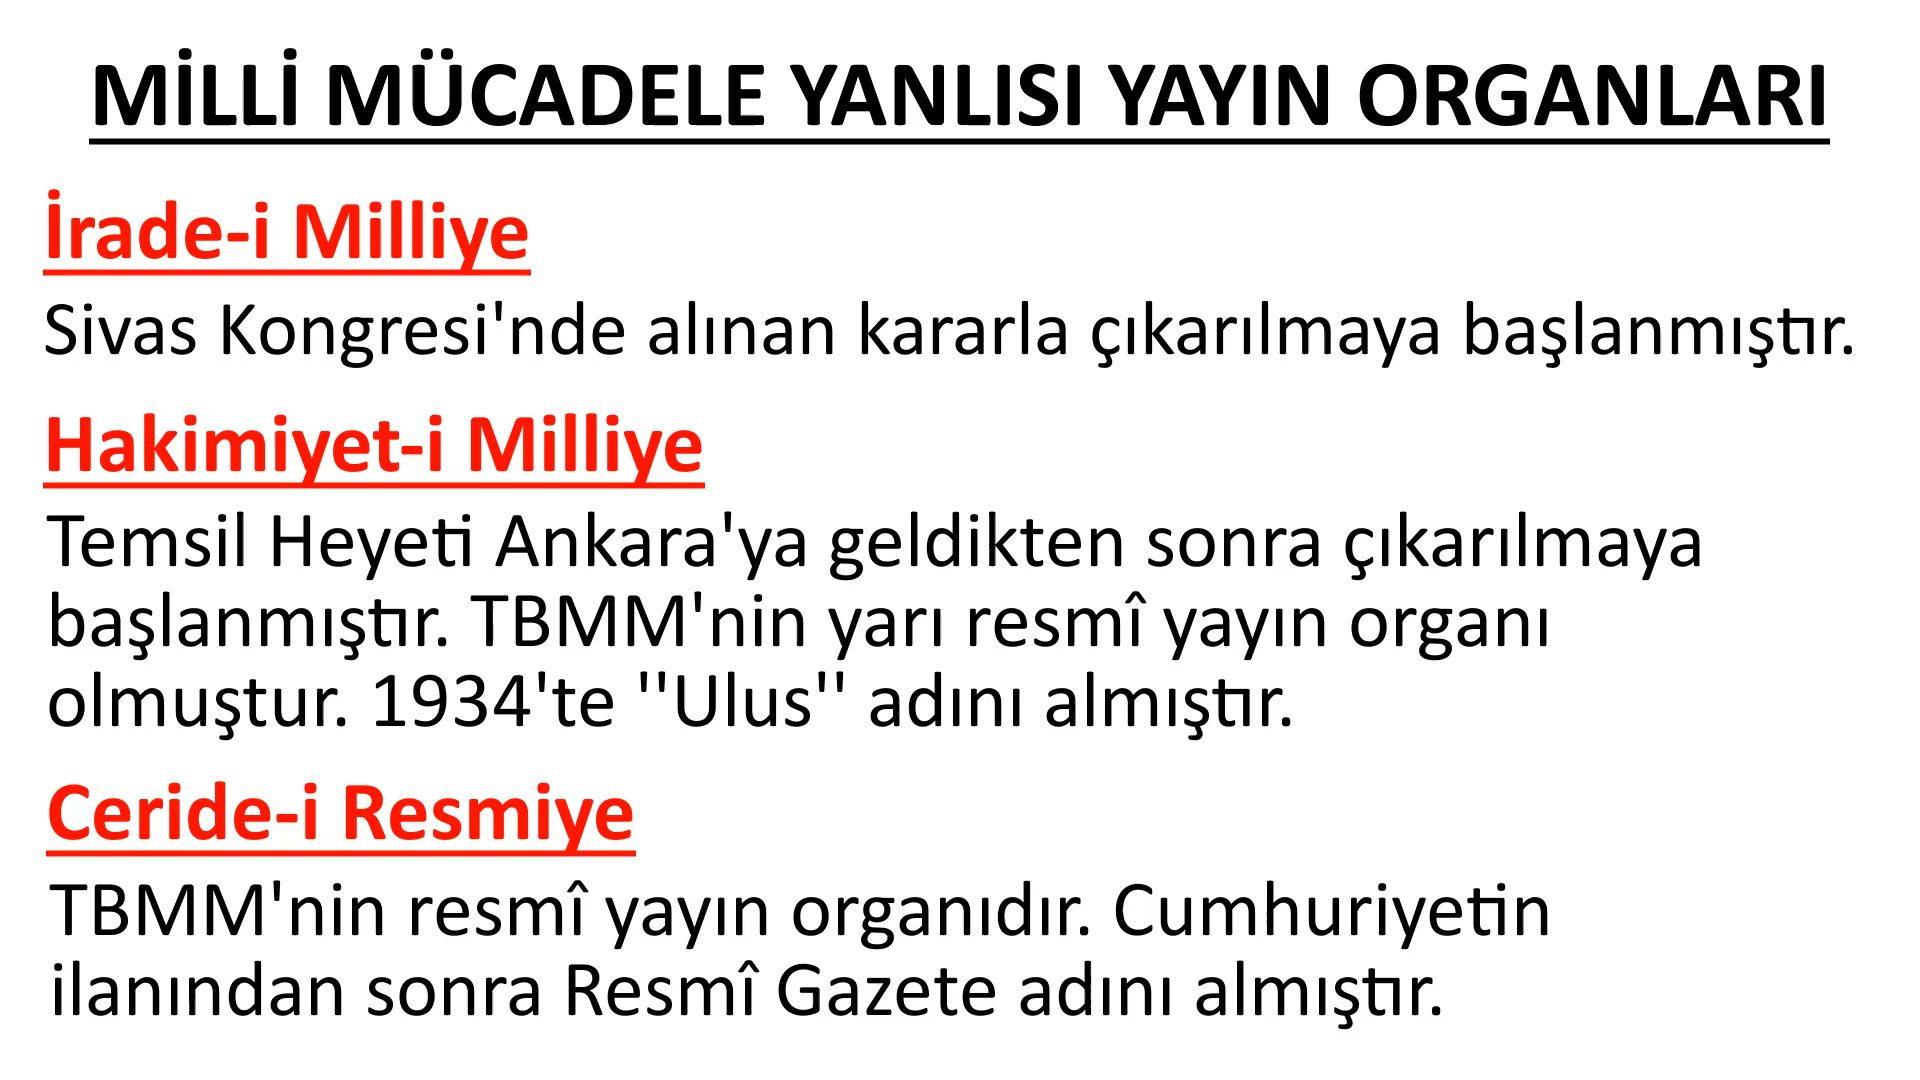 MİLLİ MÜCADELE YANLISI YAYIN ORGANLARI
İrade-i Milliye
Sivas Kongresi'nde alınan kararla çıkarılmaya başlanmıştır.
Hakimiyet-i Milliye
Temsil Heyeti Ankara'ya geldikten sonra çıkarılmaya
başlanmıştır. TBMM'nin yarı resmî yayın organı
olmuştur. 1934'te ''Ulus'' adını almıştır.
Ceride-i Resmiye
TBMM'nin resmî yayın organıdır. Cumhuriyetin
ilanından sonra Resmî Gazete adını almıştır.